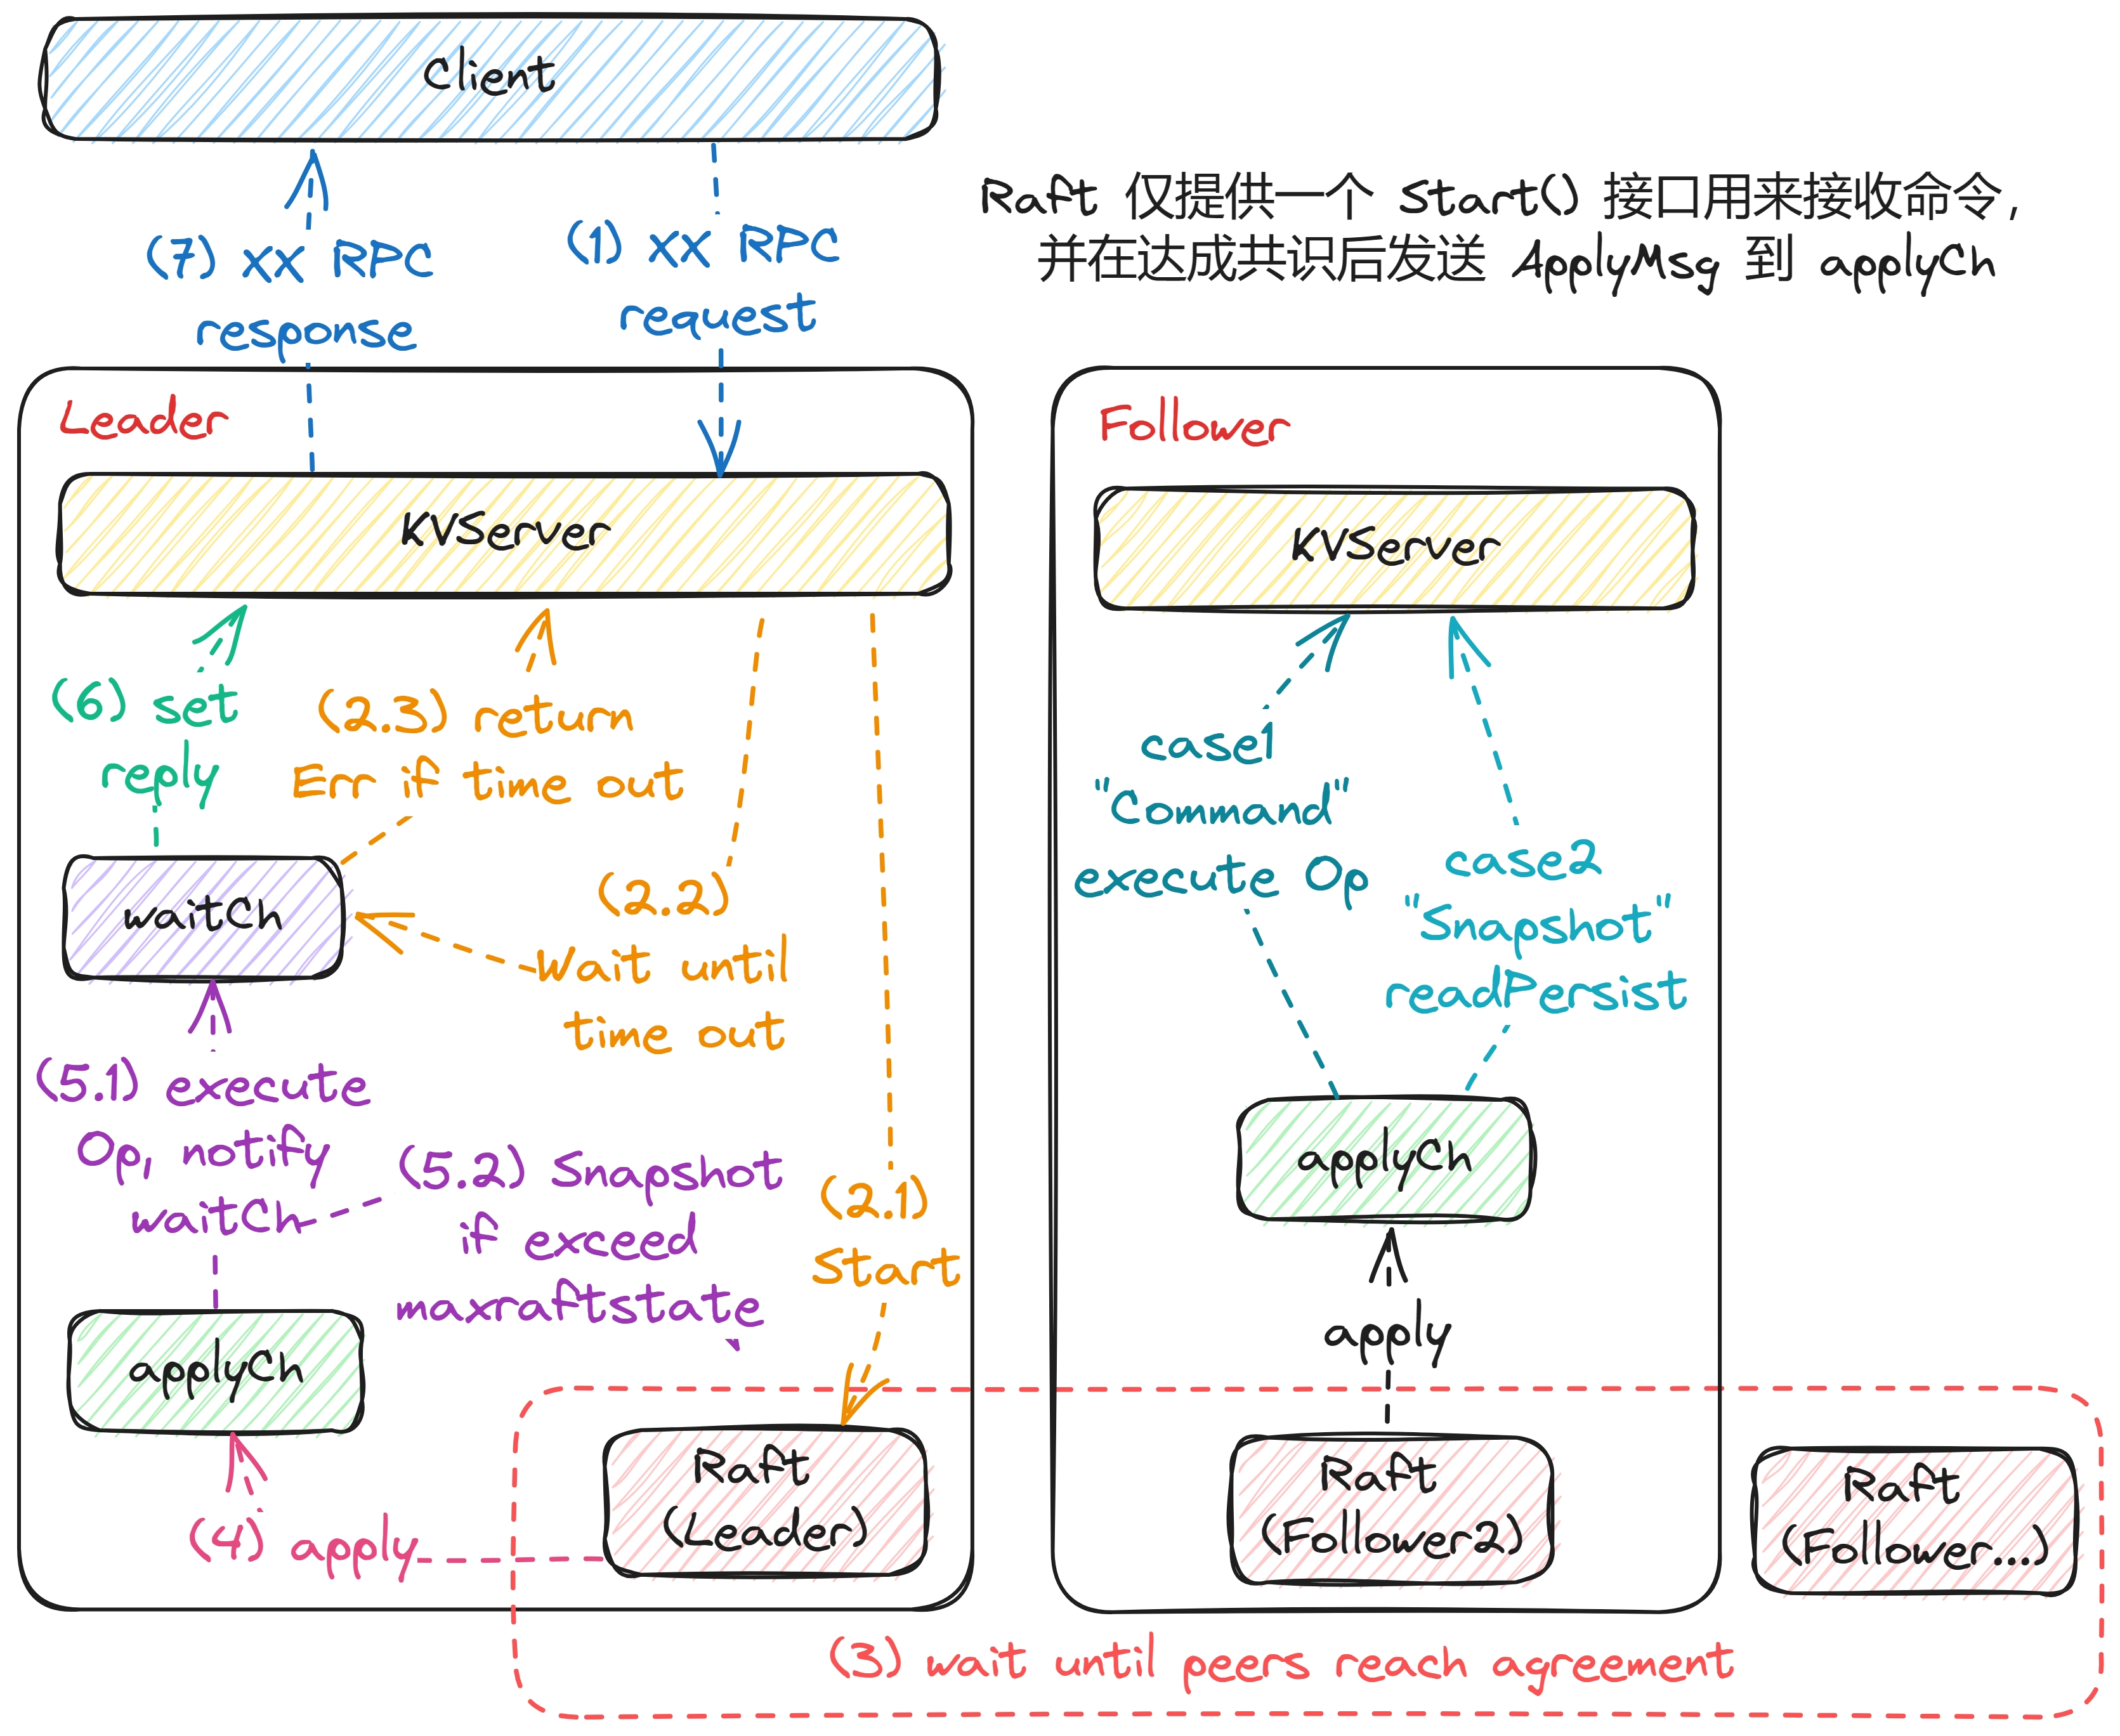 Client
Raft 仅提供一个 Start() 接口用来接收命令,
并在达成共识后发送 ApplyMsg 到 applyCh
(7) XX RPC
response
(1) XX RPC
request
Leader
KVServer
(6) set
reply
(2.3) return
Err if time out
waitCh
(2.2)
Wait until
time out
(5.1) execute
Op, notify
waitCh
(5.2) Snapshot
if exceed
maxraftstate
(2.1)
Start
applyCh
(4) apply
Raft
(Leader)
Follower
KVServer
case1
"Command"
execute Op
case2
"Snapshot"
readPersist
applyCh
apply
Raft
(Follower2)
Raft
(Follower...)
(3) wait until peers reach agreement